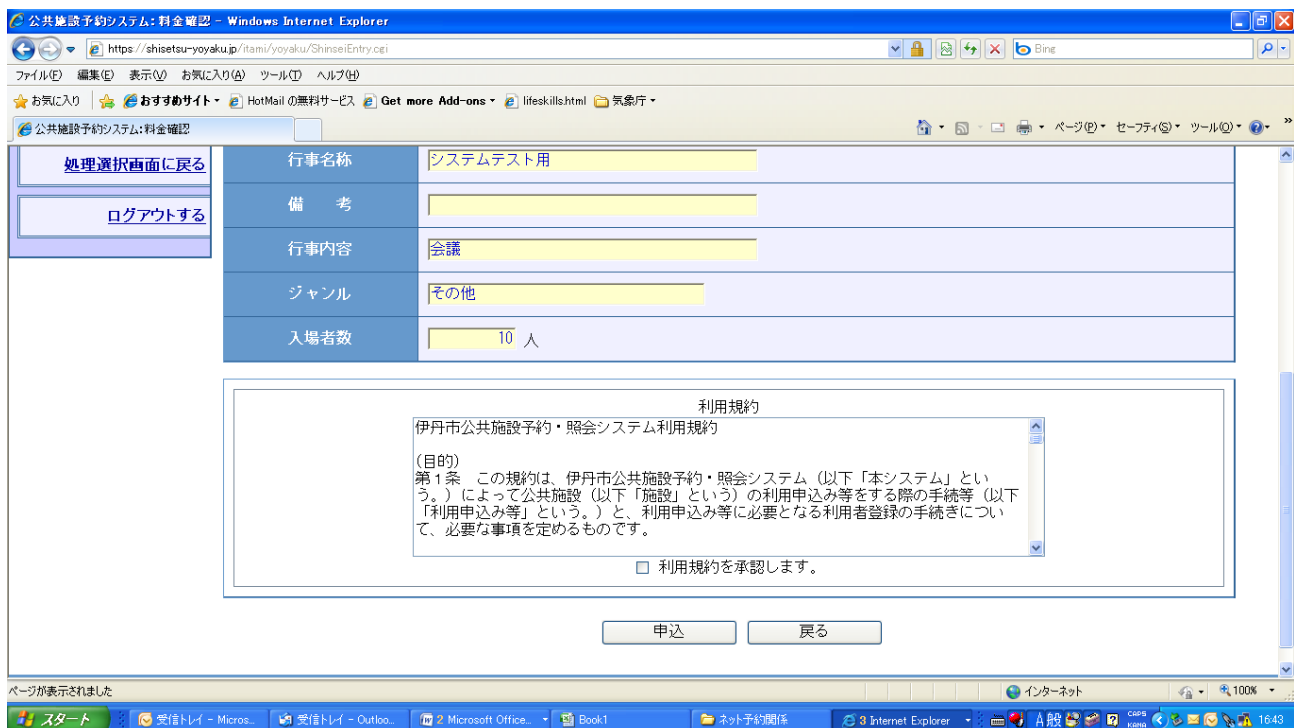 公共施設予約システム:料金確認 - Windows Internet Explorer
https://shisetsu-yoyaku.jp/itami/yoyaku/ShinseiEntry.cgi
Bing
ファイル(F) 編集(E) 表示(V) お気に入り(A) ツール(T) ヘルプ(H)
お気に入り おすすめサイト HotMail の無料サービス Get more Add-ons lifeskills.html 気象庁
公共施設予約システム:料金確認 ページ(P) セーフティ(S) ツール(O)
処理選択画面に戻る
ログアウトする
行事名称 システムテスト用
備 考
行事内容 会議
ジャンル その他
入場者数 10 人
利用規約
伊丹市公共施設予約・照会システム利用規約
(目的)
第1条 この規約は、伊丹市公共施設予約・照会システム(以下「本システム」とい
う。)によって公共施設(以下「施設」という)の利用申込み等をする際の手続等(以下
「利用申込み等」という。)と、利用申込み等に必要となる利用者登録の手続きについ
て、必要な事項を定めるものです。
利用規約を承認します。
申込 戻る
ページが表示されました インターネット 100%
スタート 受信トレイ - Micros... 受信トレイ - Outloo... 2 Microsoft Office... Book1 ネット予約関係 3 Internet Explorer A 般 CAPS KANA 16:43